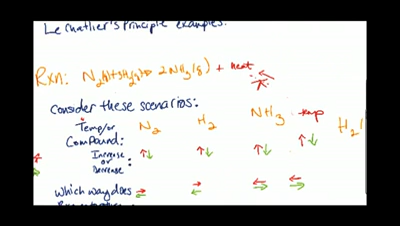 Le Chatlier's Principle examples.
Rxn: N2(g)+3H2(g) ⇌ 2NH3(g) + heat
Consider these scenarios:
Temp/or Compound: N2 H2 NH3 temp H2
Increase or Decrease ↑↓ ↑↓ ↑↓ ↑↓
Which way does